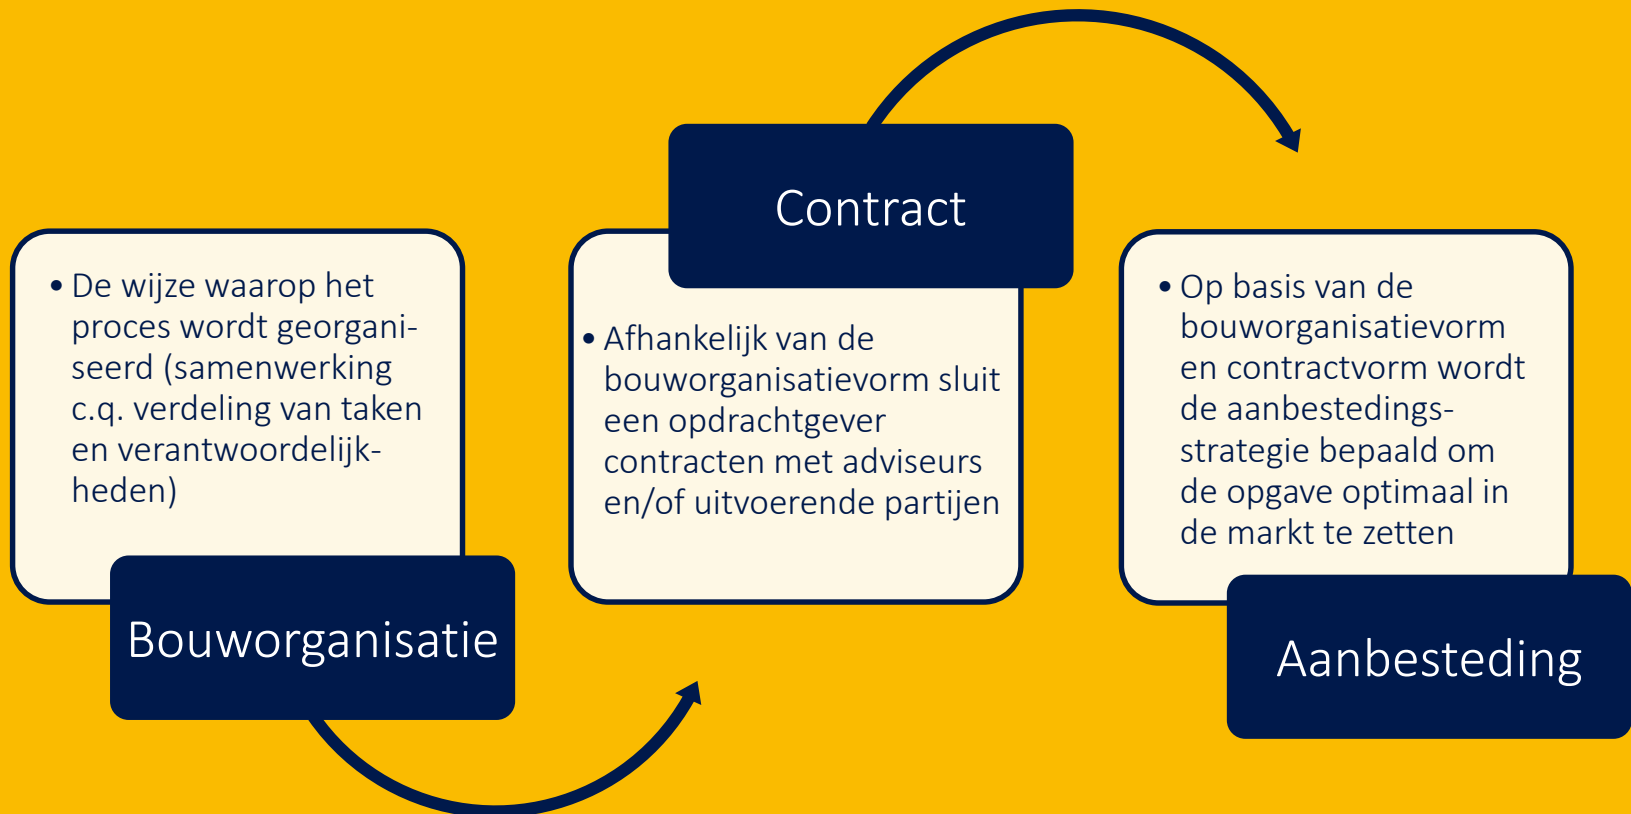 • De wijze waarop het
proces wordt georgani-
seerd (samenwerking
c.q. verdeling van taken
en verantwoordelijk-
heden)
Bouworganisatie
Contract
• Afhankelijk van de
bouworganisatievorm sluit
een opdrachtgever
contracten met adviseurs
en/of uitvoerende partijen
• Op basis van de
bouworganisatievorm
en contractvorm wordt
de aanbestedings-
strategie bepaald om
de opgave optimaal in
de markt te zetten
Aanbesteding